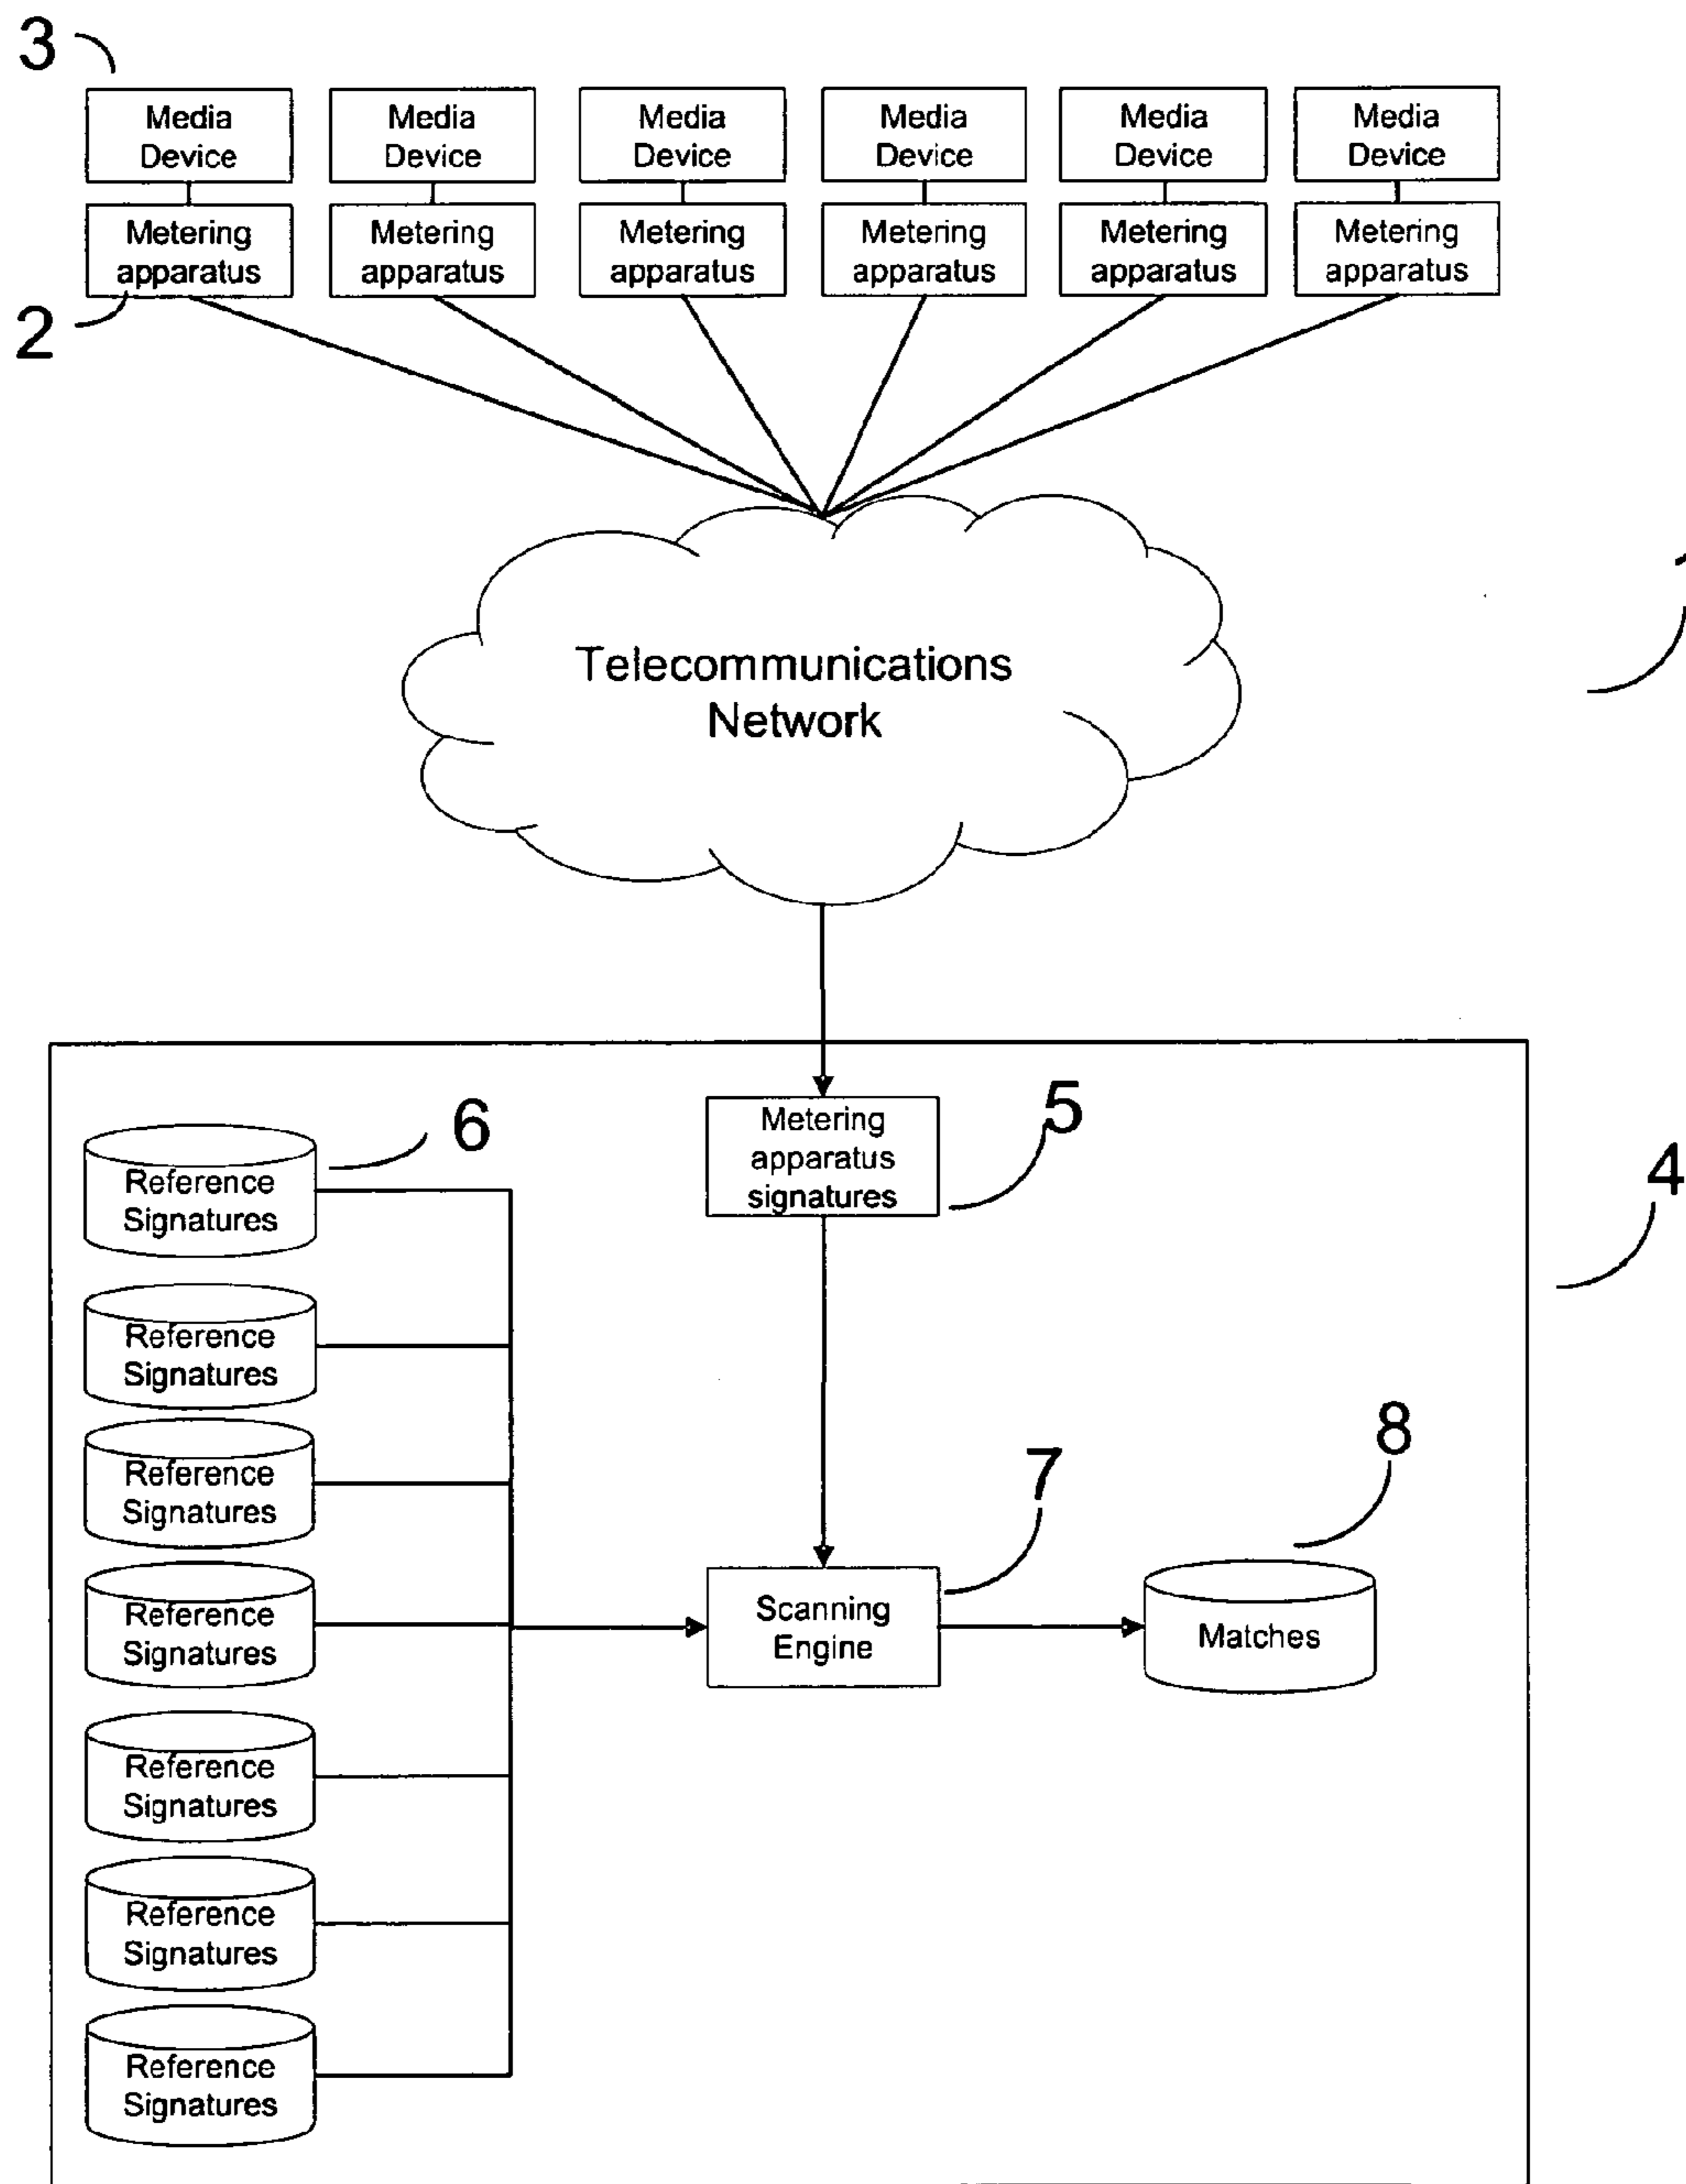 3
Media Device
Media Device
Media Device
Media Device
Media Device
Media Device
Metering apparatus
Metering apparatus
Metering apparatus
Metering apparatus
Metering apparatus
Metering apparatus
2
Telecommunications
Network
Metering
apparatus
signatures
5
6
4
Reference
Signatures
Reference
Signatures
Reference
Signatures
8
7
Reference
Signatures
Scanning
Engine
Matches
Reference
Signatures
Reference
Signatures
Reference
Signatures